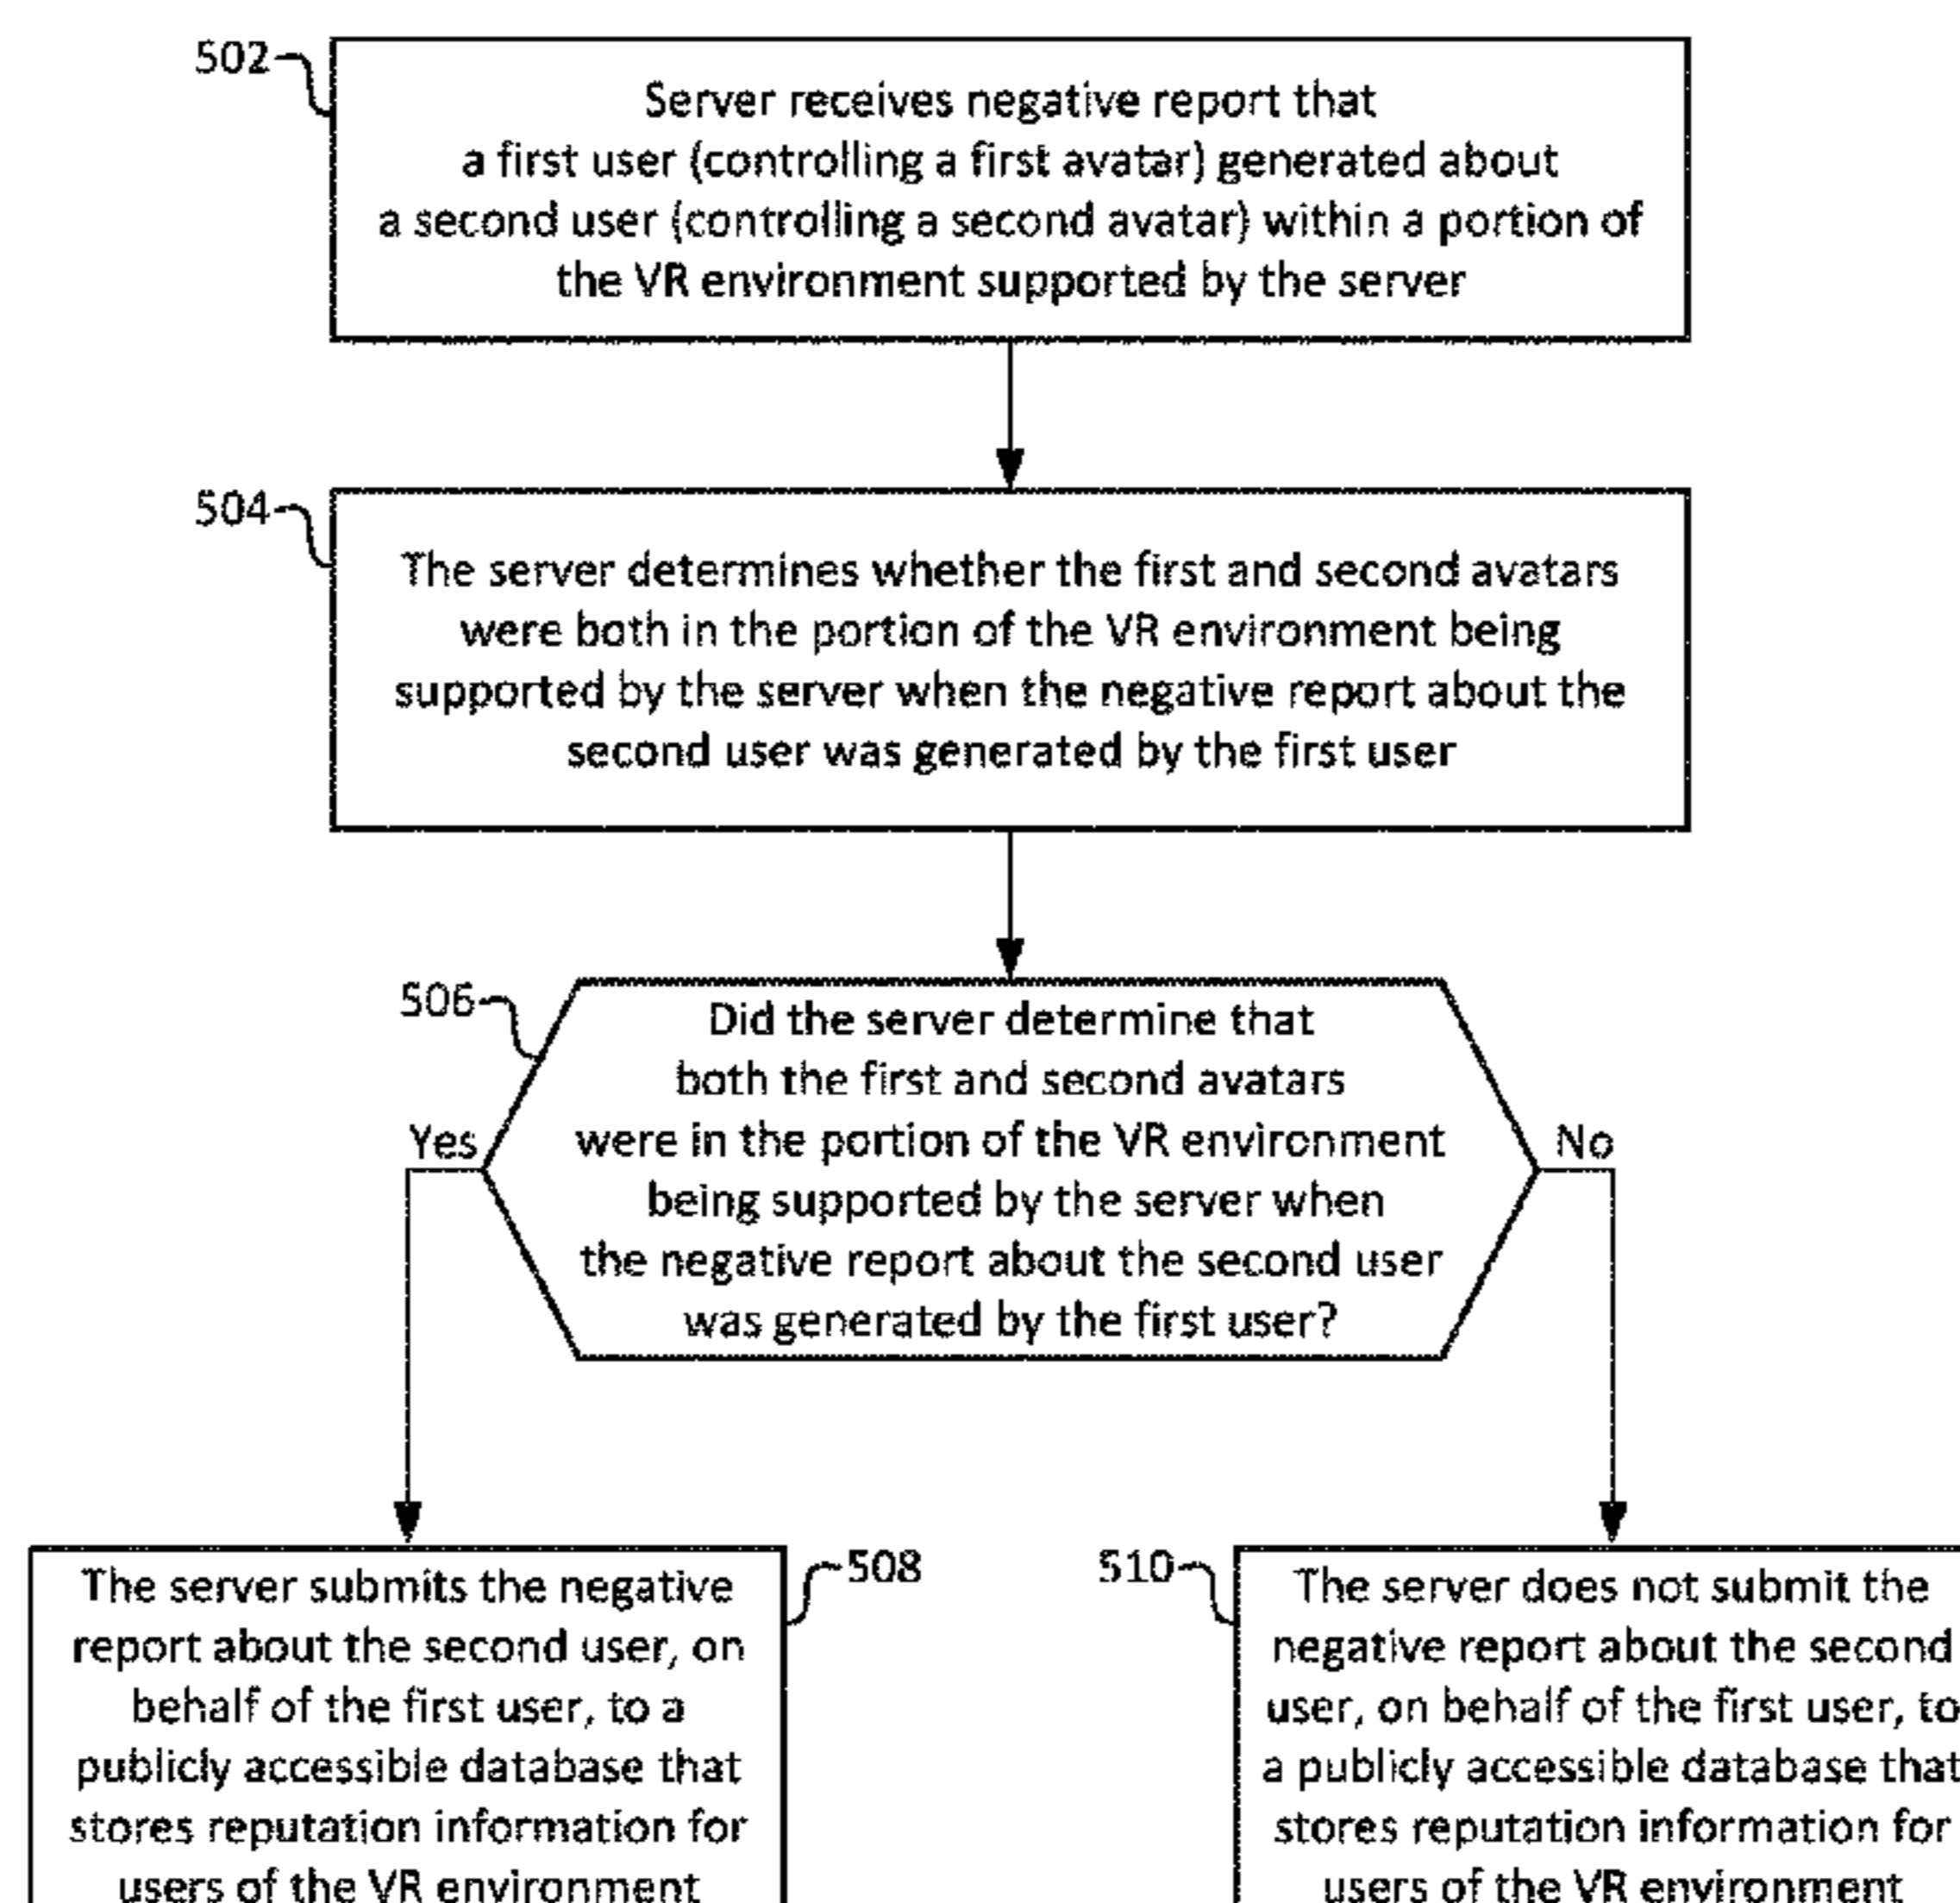 502
Server receives negative report that
a first user (controlling a first avatar) generated about
a second user (controlling a second avatar) within a portion of
the VR environment supported by the server
504
The server determines whether the first and second avatars
were both in the portion of the VR environment being
supported by the server when the negative report about the
second user was generated by the first user
506
Did the server determine that
both the first and second avatars
were in the portion of the VR environment
being supported by the server when
the negative report about the second user
was generated by the first user?
Yes
No
508
The server submits the negative
report about the second user, on
behalf of the first user, to a
publicly accessible database that
stores reputation information for
users of the VR environment
510
The server does not submit the
negative report about the second
user, on behalf of the first user, to
a publicly accessible database that
stores reputation information for
users of the VR environment